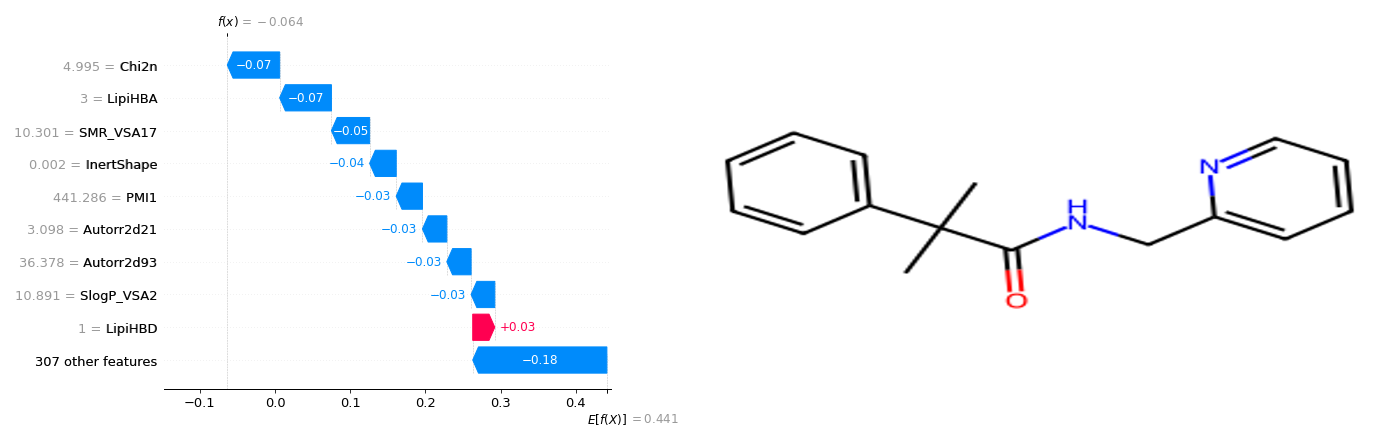 f(x) = −0.064
4.995 = Chi2n
−0.07
3 = LipiHBA
−0.07
10.301 = SMR_VSA17
−0.05
0.002 = InertShape
−0.04
441.286 = PMI1
−0.03
3.098 = Autorr2d21
−0.03
36.378 = Autorr2d93
−0.03
10.891 = SlogP_VSA2
−0.03
1 = LipiHBD
+0.03
307 other features
−0.18
−0.1 0.0 0.1 0.2 0.3 0.4
E[f(X)] = 0.441
N
H
N
O